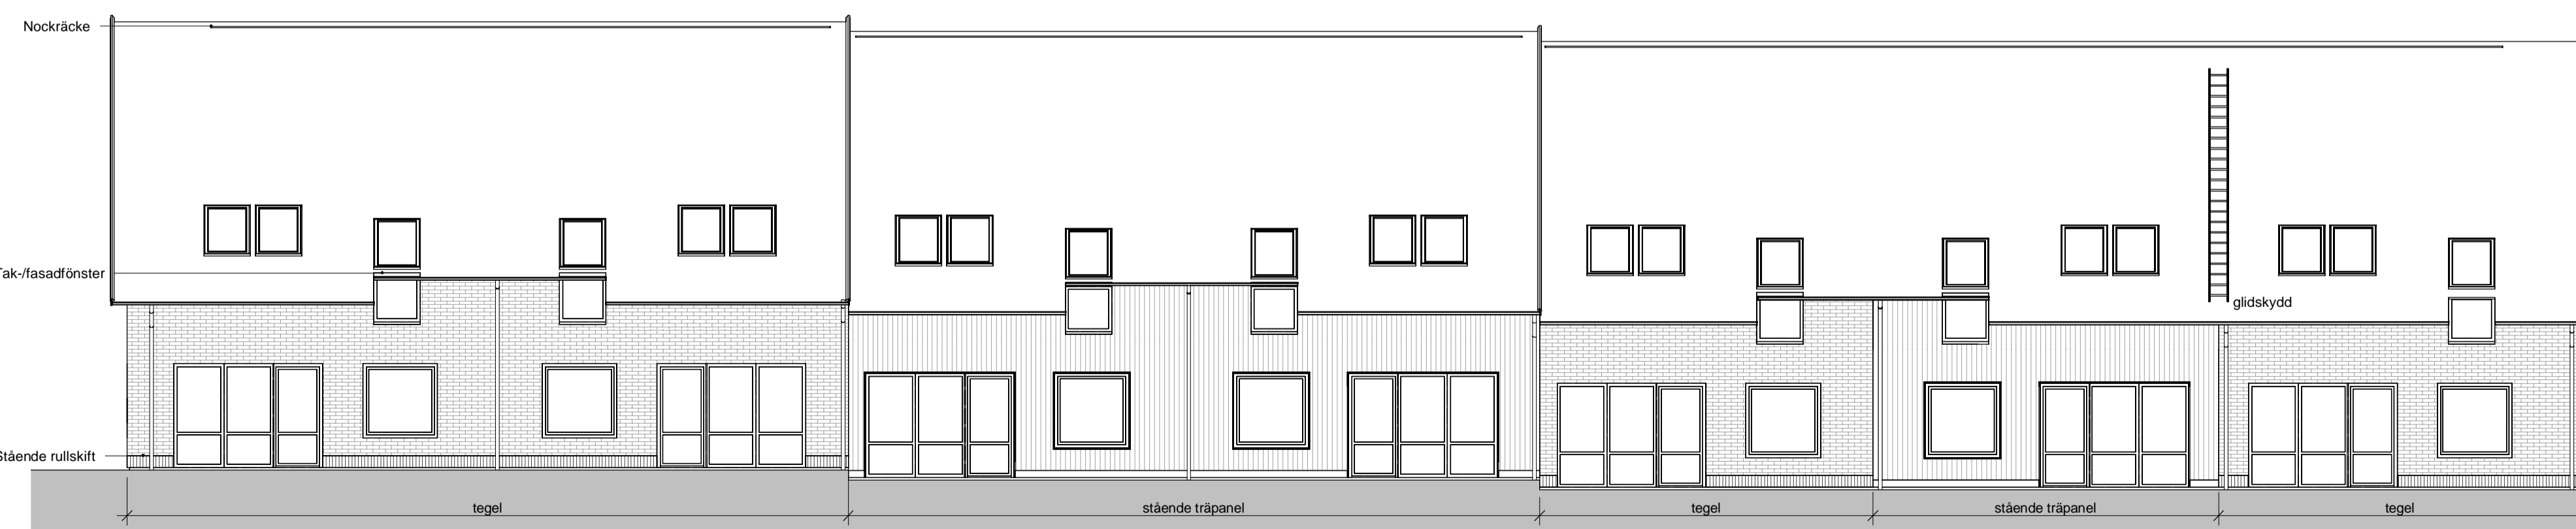 Nockräcke
Tak-/fasadfönster
glidskydd
Stående rullskift
tegel
stående träpanel
tegel
stående träpanel
tegel